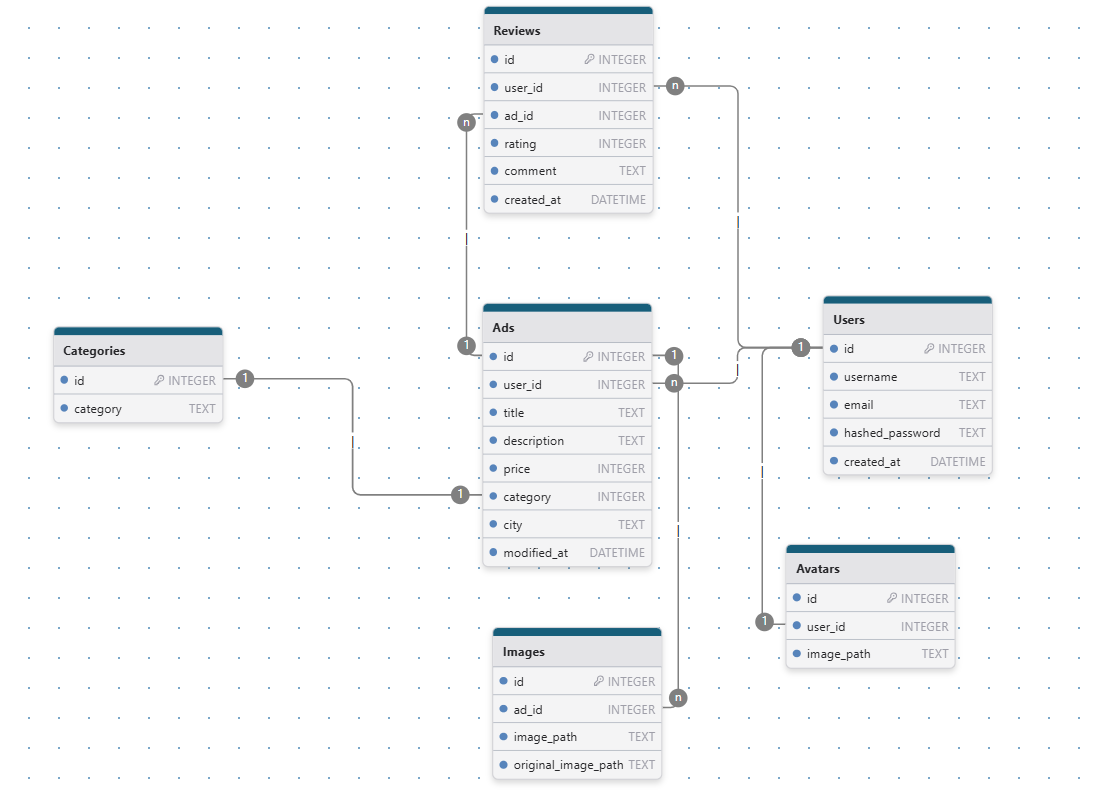 Reviews
id INTEGER
user_id INTEGER
n
ad_id INTEGER
n
rating INTEGER
comment TEXT
created_at DATETIME
Categories
id INTEGER
1
category TEXT
Ads
1
id INTEGER
1
user_id INTEGER
n
title TEXT
description TEXT
price INTEGER
1
category INTEGER
city TEXT
modified_at DATETIME
Users
1
id INTEGER
username TEXT
email TEXT
hashed_password TEXT
created_at DATETIME
Avatars
id INTEGER
1
user_id INTEGER
image_path TEXT
Images
id INTEGER
ad_id INTEGER
n
image_path TEXT
original_image_path TEXT